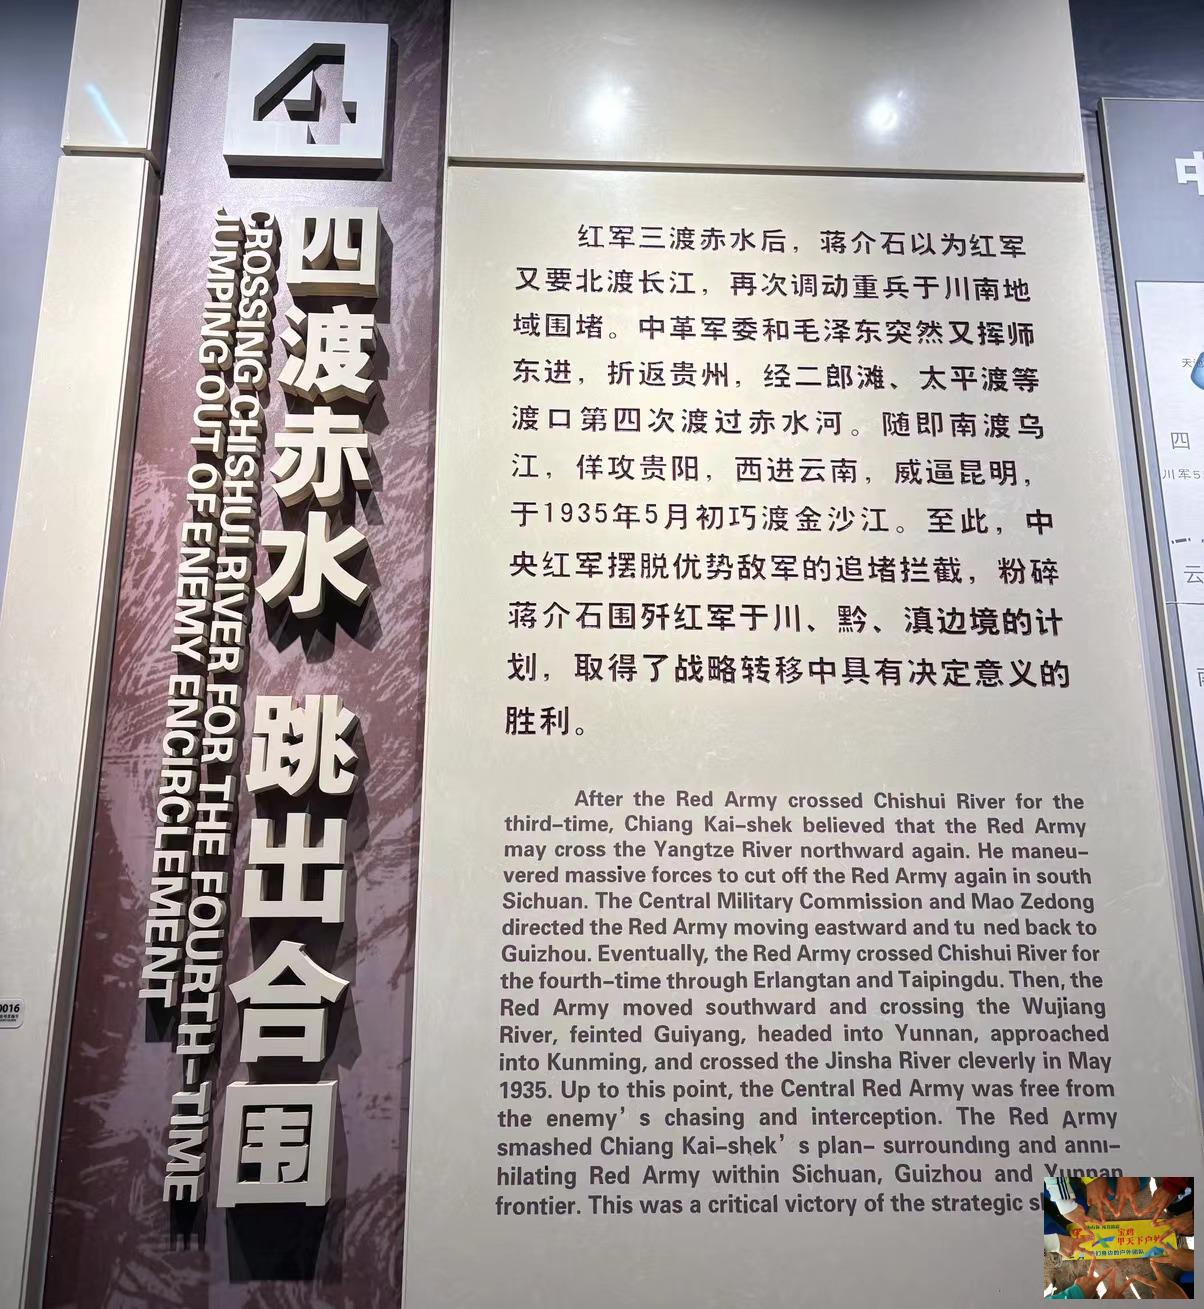 4
四渡赤水 跳出合围
CROSSING CHISHUI RIVER FOR THE FOURTH-TIME
JUMPING OUT OF ENEMY ENCIRCLEMENT
红军三渡赤水后，蒋介石以为红军
又要北渡长江，再次调动重兵于川南地
域围堵。中革军委和毛泽东突然又挥师
东进，折返贵州，经二郎滩、太平渡等
渡口第四次渡过赤水河。随即南渡乌
江，佯攻贵阳，西进云南，威逼昆明，
于1935年5月初巧渡金沙江。至此，中
央红军摆脱优势敌军的追堵拦截，粉碎
蒋介石围歼红军于川、黔、滇边境的计
划，取得了战略转移中具有决定意义的
胜利。
After the Red Army crossed Chishui River for the
third-time, Chiang Kai-shek believed that the Red Army
may cross the Yangtze River northward again. He maneu-
vered massive forces to cut off the Red Army again in south
Sichuan. The Central Military Commission and Mao Zedong
directed the Red Army moving eastward and tu ned back to
Guizhou. Eventually, the Red Army crossed Chishui River for
the fourth-time through Erlangtan and Taipingdu. Then, the
Red Army moved southward and crossing the Wujiang
River, feinted Guiyang, headed into Yunnan, approached
into Kunming, and crossed the Jinsha River cleverly in May
1935. Up to this point, the Central Red Army was free from
the enemy's chasing and interception. The Red Army
smashed Chiang Kai-shek's plan- surrounding and anni-
hilating Red Army within Sichuan, Guizhou and Yunnan
frontier. This was a critical victory of the strategic
0016
中
四
川军5
云
宝鸡
甲天下户外